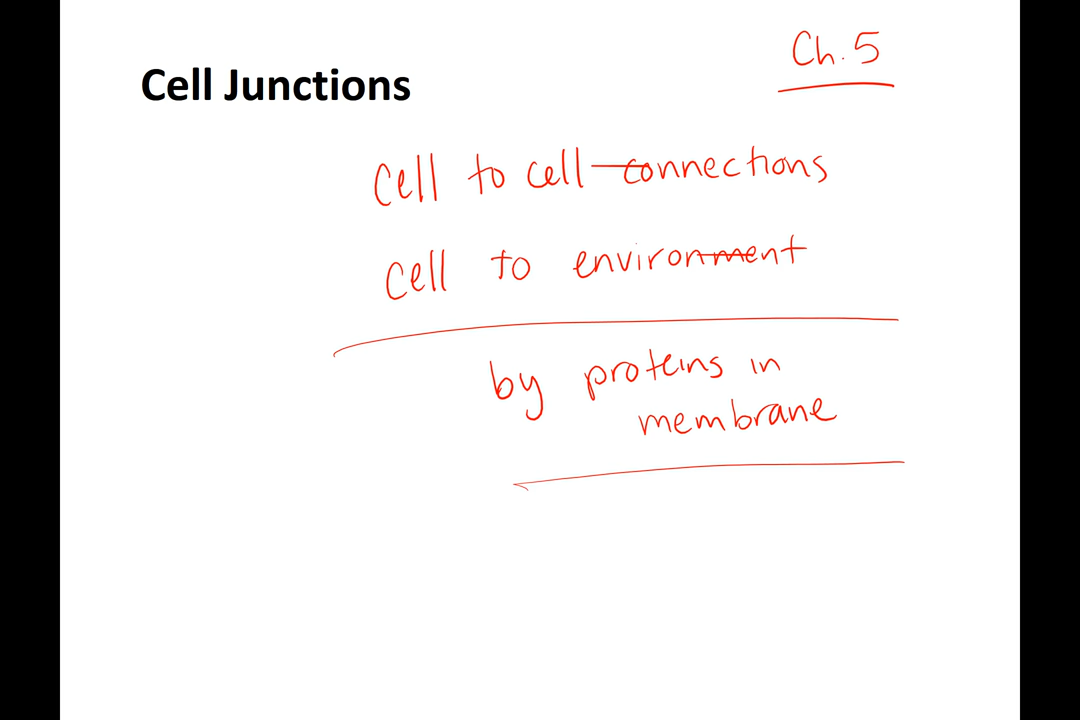 Ch. 5
Cell Junctions
Cell to cell connections
Cell to environment
by proteins in
membrane